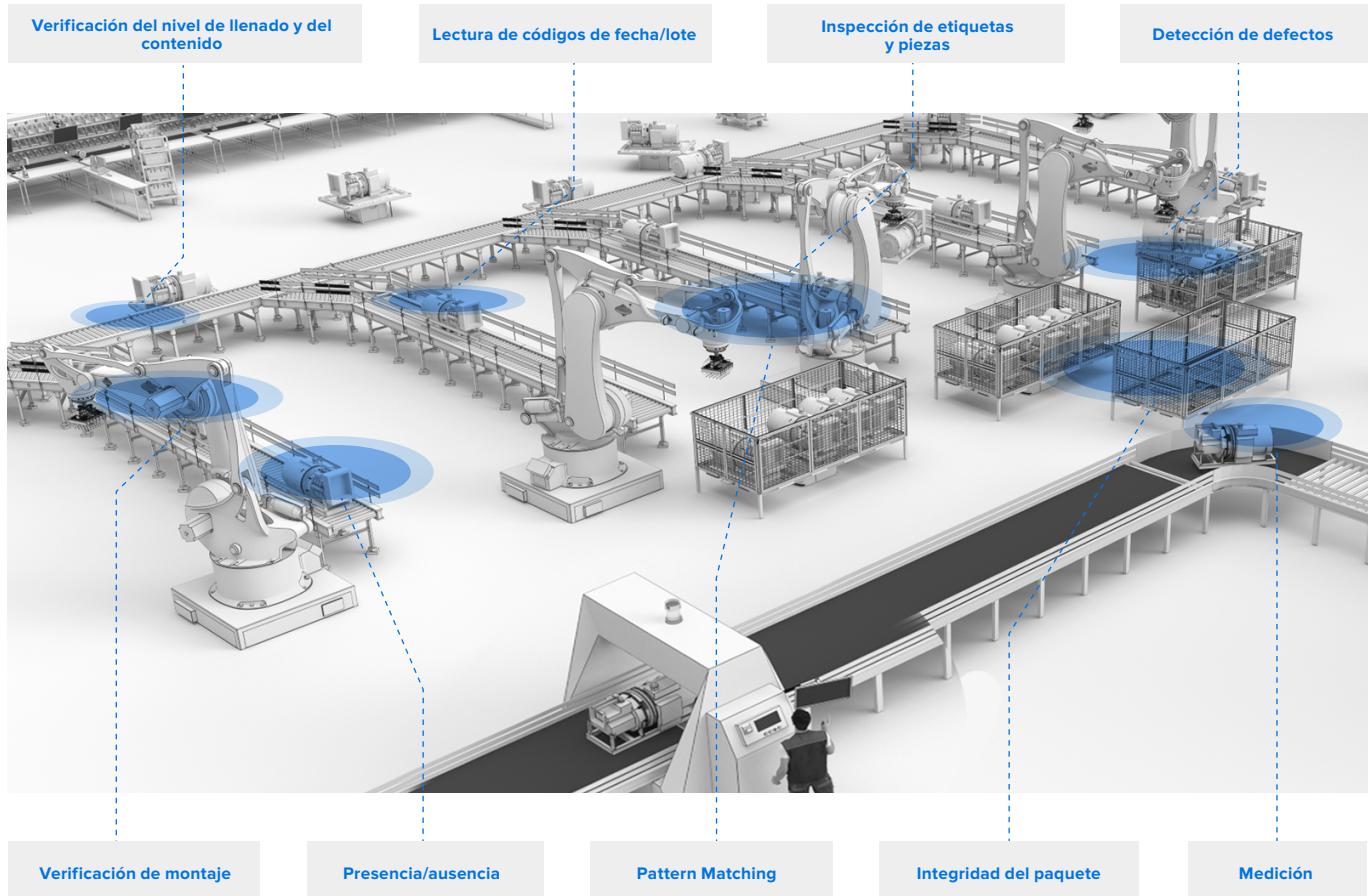 Verificación del nivel de llenado y del
contenido
Lectura de códigos de fecha/lote
Inspección de etiquetas
y piezas
Detección de defectos
Verificación de montaje
Presencia/ausencia
Pattern Matching
Integridad del paquete
Medición